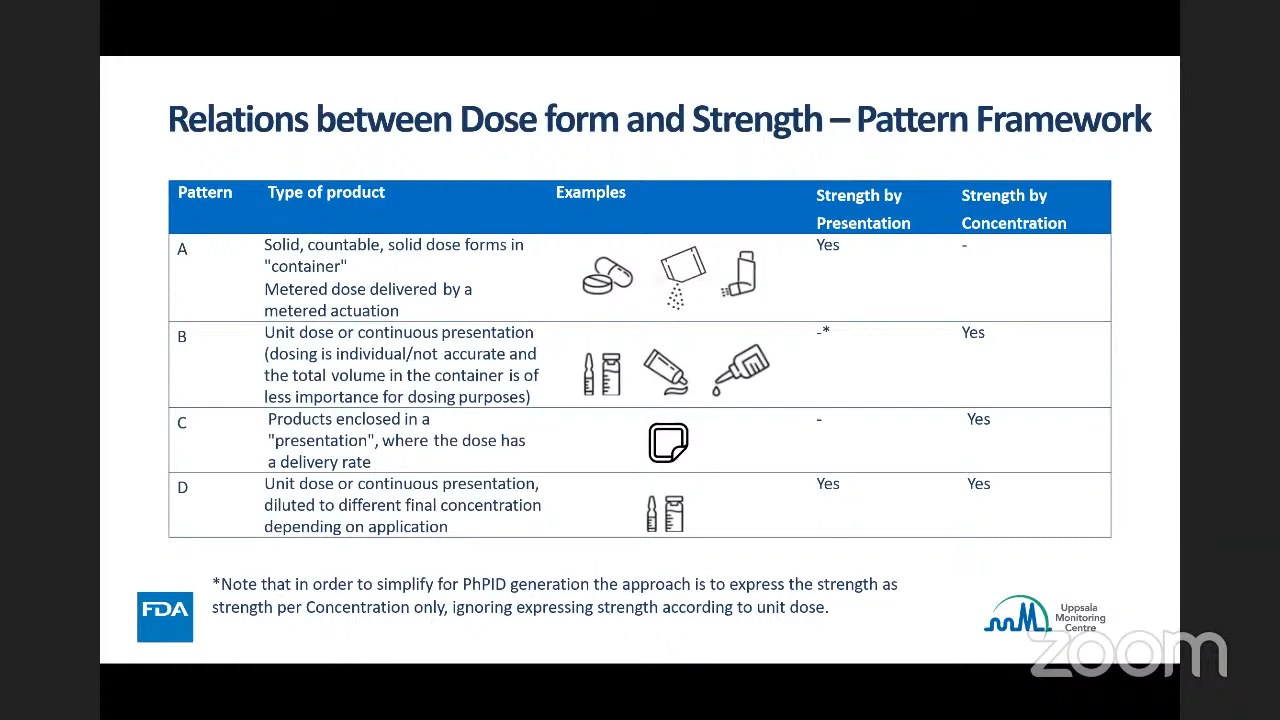 Relations between Dose form and Strength – Pattern Framework
Pattern
Type of product
Examples
Strength by
Presentation
Strength by
Concentration
A
Solid, countable, solid dose forms in
"container"
Metered dose delivered by a
metered actuation
Yes
-
B
Unit dose or continuous presentation
(dosing is individual/not accurate and
the total volume in the container is of
less importance for dosing purposes)
-*
Yes
C
Products enclosed in a
"presentation", where the dose has
a delivery rate
-
Yes
D
Unit dose or continuous presentation,
diluted to different final concentration
depending on application
Yes
Yes
*Note that in order to simplify for PhPID generation the approach is to express the strength as
strength per Concentration only, ignoring expressing strength according to unit dose.
FDA
Uppsala
Monitoring
Centre
zoom